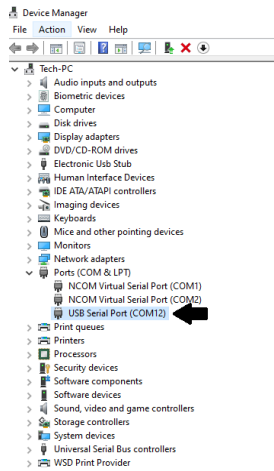 Device Manager
File Action View Help
Tech-PC
Audio inputs and outputs
Biometric devices
Computer
Disk drives
Display adapters
DVD/CD-ROM drives
Electronic Usb Stub
Human Interface Devices
IDE ATA/ATAPI controllers
Imaging devices
Keyboards
Mice and other pointing devices
Monitors
Network adapters
Ports (COM & LPT)
NCOM Virtual Serial Port (COM1)
NCOM Virtual Serial Port (COM2)
USB Serial Port (COM12)
Print queues
Printers
Processors
Security devices
Software components
Software devices
Sound, video and game controllers
Storage controllers
System devices
Universal Serial Bus controllers
WSD Print Provider